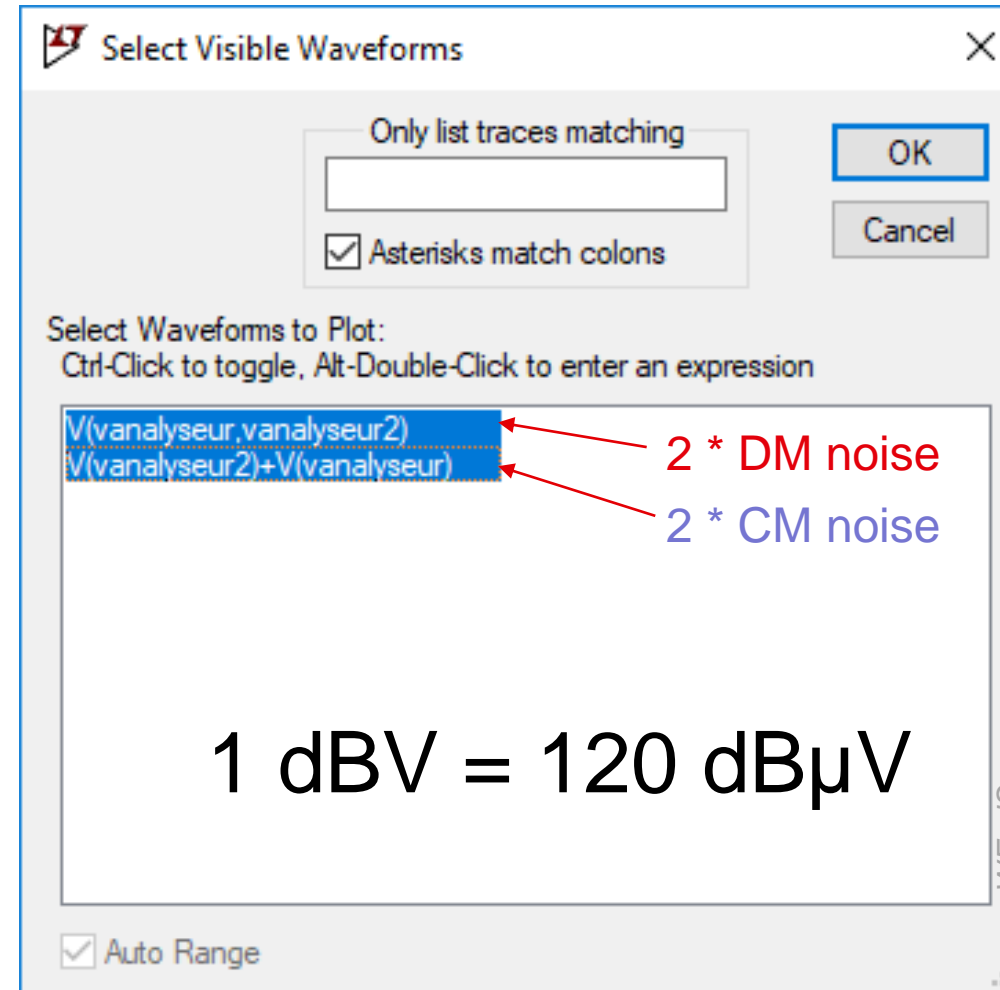 Select Visible Waveforms
Only list traces matching
OK
Asterisks match colons
Cancel
Select Waveforms to Plot:
Ctrl-Click to toggle, Alt-Double-Click to enter an expression
V(vanalyseur,vanalyseur2)
V(vanalyseur2)+V(vanalyseur)
2 * DM noise
2 * CM noise
1 dBV = 120 dBµV
Auto Range